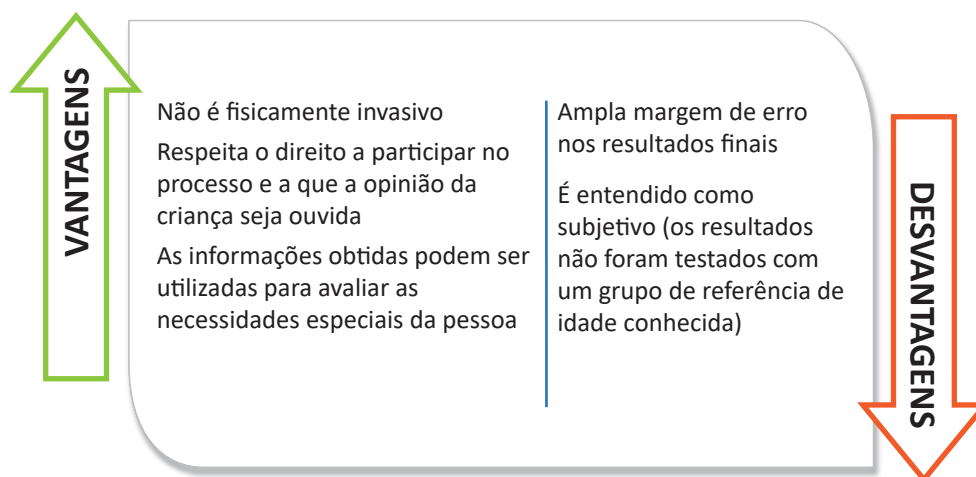 VANTAGENS
Não é fisicamente invasivo
Respeita o direito a participar no
processo e a que a opinião da
criança seja ouvida
As informações obtidas podem ser
utilizadas para avaliar as
necessidades especiais da pessoa
Ampla margem de erro
nos resultados finais
É entendido como
subjetivo (os resultados
não foram testados com
um grupo de referência de
idade conhecida)
DESVANTAGENS